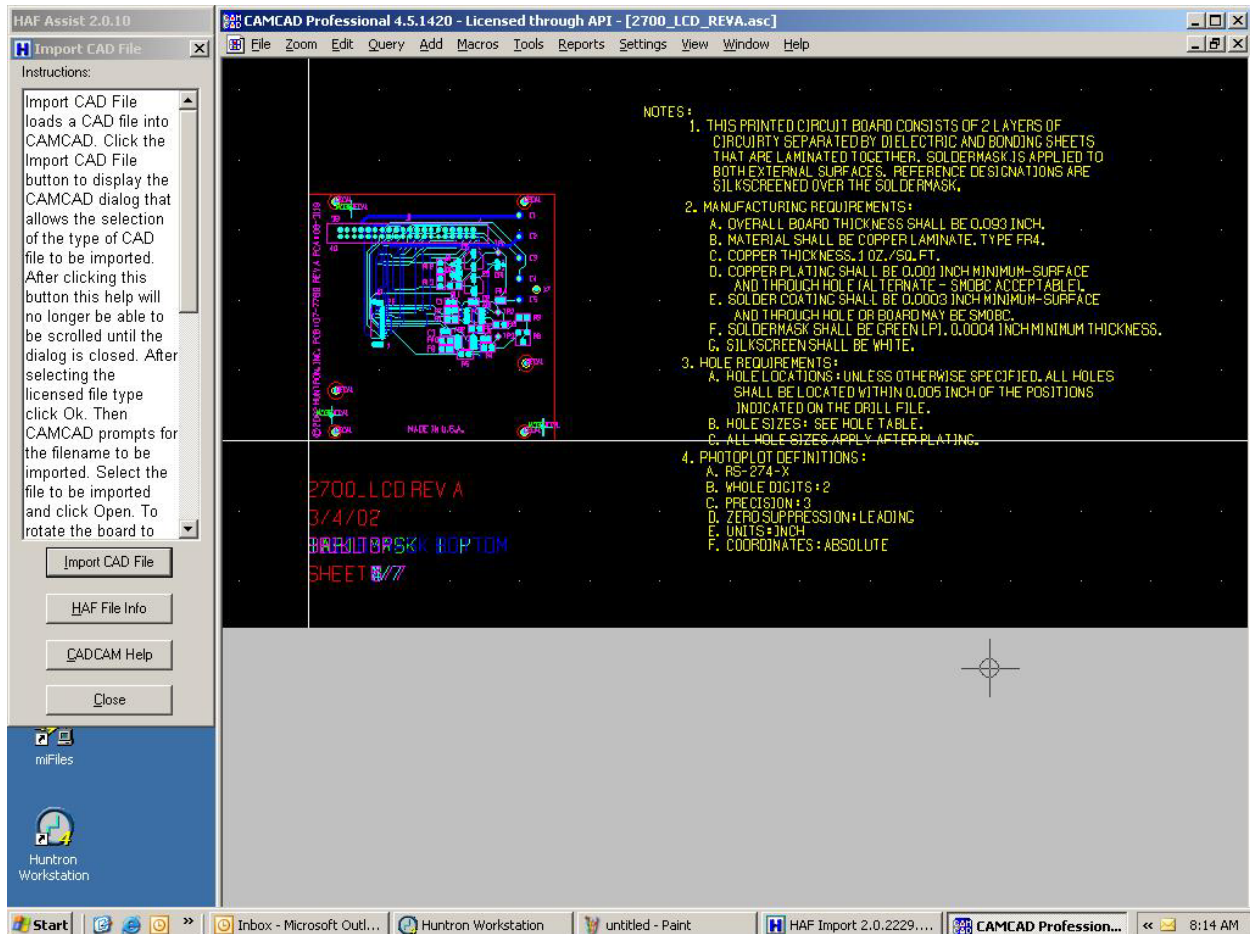 HAF Assist 2.0.10
Import CAD File
Instructions:
Import CAD File
loads a CAD file into
CAMCAD. Click the
Import CAD File
button to display the
CAMCAD dialog that
allows the selection
of the type of CAD
file to be imported.
After clicking this
button this help will
no longer be able to
be scrolled until the
dialog is closed. After
selecting the
licensed file type
click Ok. Then
CAMCAD prompts for
the filename to be
imported. Select the
file to be imported
and click Open. To
rotate the board to
Import CAD File
HAF File Info
CADCAM Help
Close
miFiles
Huntron
Workstation
CAMCAD Professional 4.5.1420 - Licensed through API - [2700_LCD_REVA.asc]
File Zoom Edit Query Add Macros Tools Reports Settings View Window Help
MADE IN U.S.A.
2700_LCD REV A
3/4/02
SHEET
NOTES:
1. THIS PRINTED CIRCUIT BOARD CONSISTS OF 2 LAYERS OF
CIRCUIRTY SEPARATED BY DIELECTRIC AND BONDING SHEETS
THAT ARE LAMINATED TOGETHER. SOLDERMASK IS APPLIED TO
BOTH EXTERNAL SURFACES. REFERENCE DESIGNATIONS ARE
SILKSCREENED OVER THE SOLDERMASK.
2. MANUFACTURING REQUIREMENTS:
A. OVERALL BOARD THICKNESS SHALL BE 0.093 INCH.
B. MATERIAL SHALL BE COPPER LAMINATE, TYPE FR4.
C. COPPER THICKNESS. 1 OZ./SQ. FT.
D. COPPER PLATING SHALL BE 0.001 INCH MINIMUM-SURFACE
AND THROUGH HOLE (ALTERNATE - SMOBC ACCEPTABLE).
E. SOLDER COATING SHALL BE 0.0003 INCH MINIMUM-SURFACE
AND THROUGH HOLE OR BOARD MAY BE SMOBC.
F. SOLDERMASK SHALL BE GREEN LPI. 0.0004 INCH MINIMUM THICKNESS.
G. SILKSCREEN SHALL BE WHITE.
3. HOLE REQUIREMENTS:
A. HOLE LOCATIONS: UNLESS OTHERWISE SPECIFIED. ALL HOLES
SHALL BE LOCATED WITHIN 0.005 INCH OF THE POSITIONS
INDICATED ON THE DRILL FILE.
B. HOLE SIZES: SEE HOLE TABLE.
C. ALL HOLE SIZES APPLY AFTER PLATING.
4. PHOTOPLOT DEFINITIONS:
A. RS-274-X
B. WHOLE DIGITS: 2
C. PRECISION: 3
D. ZERO SUPPRESSION: LEADING
E. UNITS: INCH
F. COORDINATES: ABSOLUTE
Start
Inbox - Microsoft Outl...
Huntron Workstation
untitled - Paint
HAF Import 2.0.2229....
CAMCAD Profession...
8:14 AM